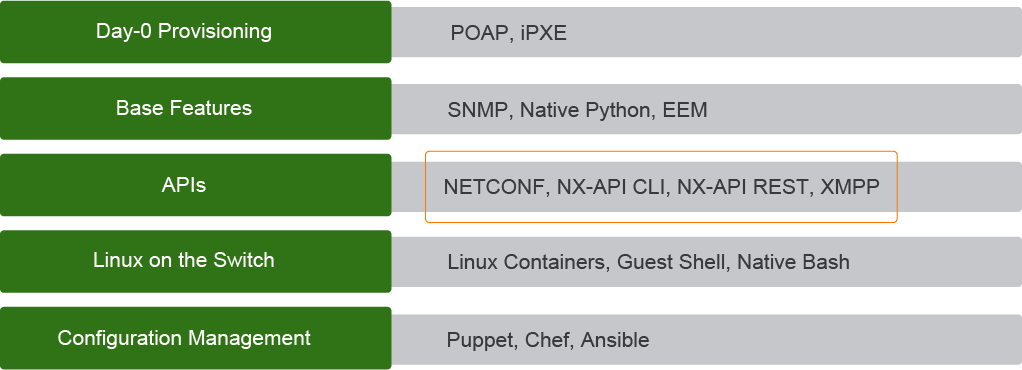 Day-0 Provisioning
POAP, iPXE
Base Features
SNMP, Native Python, EEM
APIs
NETCONF, NX-API CLI, NX-API REST, XMPP
Linux on the Switch
Linux Containers, Guest Shell, Native Bash
Configuration Management
Puppet, Chef, Ansible